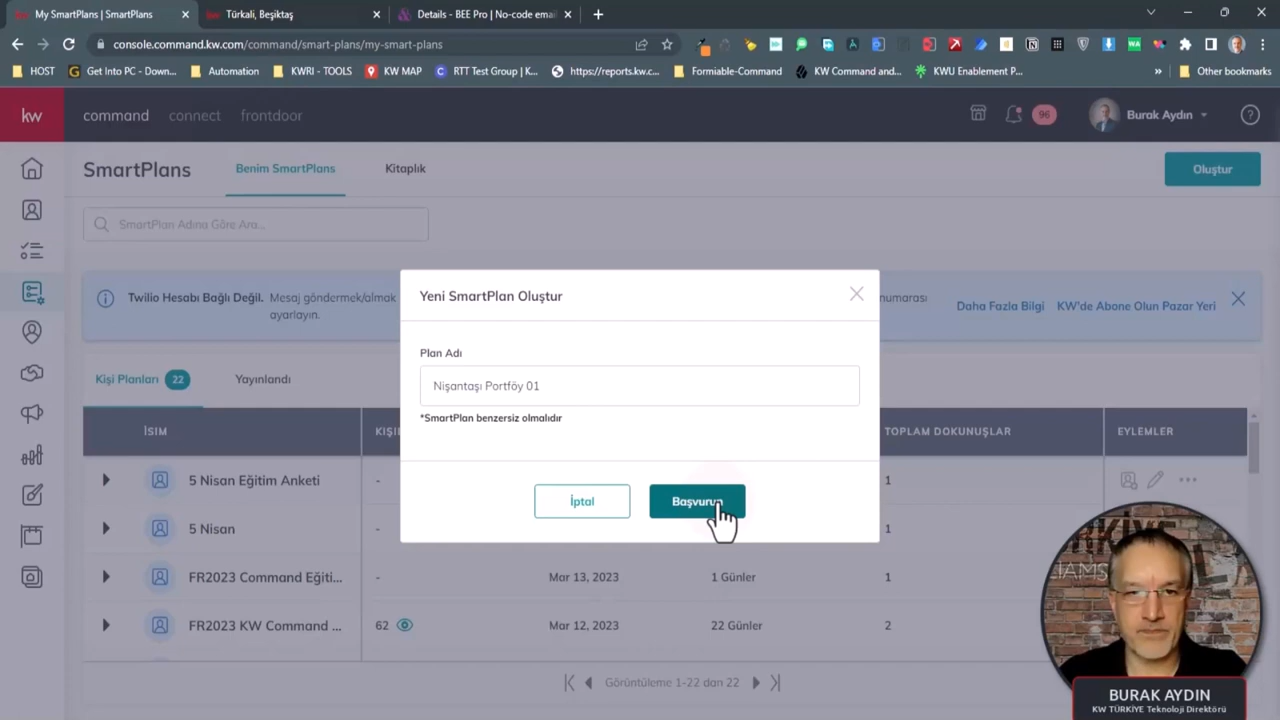 My SmartPlans | SmartPlans
Türkali, Beşiktaş
Details - BEE Pro | No-code emai
console.command.kw.com/command/smart-plans/my-smart-plans
HOST
Get Into PC - Down...
Automation
KWRI - TOOLS
KW MAP
RTT Test Group | K...
https://reports.kw.c...
Formiable-Command
KW Command and...
KWU Enablement P...
Other bookmarks
kw
command
connect
frontdoor
96
Burak Aydın
SmartPlans
Benim SmartPlans
Kitaplık
Oluştur
SmartPlan Adına Göre Ara...
Twilio Hesabı Bağlı Değil. Mesaj göndermek/almak
numarası
ayarlayın.
Daha Fazla Bilgi
KW'de Abone Olun Pazar Yeri
Yeni SmartPlan Oluştur
Plan Adı
Nişantaşı Portföy 01
*SmartPlan benzersiz olmalıdır
İptal
Başvurun
Kişi Planları 22
Yayınlandı
İSIM
KIŞIL
TOPLAM DOKUNUŞLAR
EYLEMLER
5 Nisan Eğitim Anketi
-
1
5 Nisan
-
1
FR2023 Command Eğiti...
-
Mar 13, 2023
1 Günler
1
FR2023 KW Command ...
62
Mar 12, 2023
22 Günler
2
Görüntüleme 1-22 dan 22
BURAK AYDIN
KW TÜRKİYE Teknoloji Direktörü